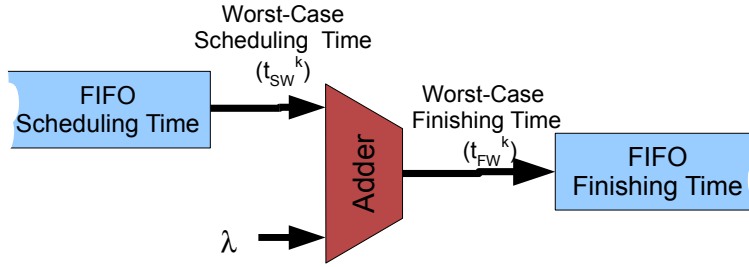 Worst-Case
Scheduling Time
(t_SW^k)
FIFO
Scheduling Time
Adder
λ
Worst-Case
Finishing Time
(t_FW^k)
FIFO
Finishing Time